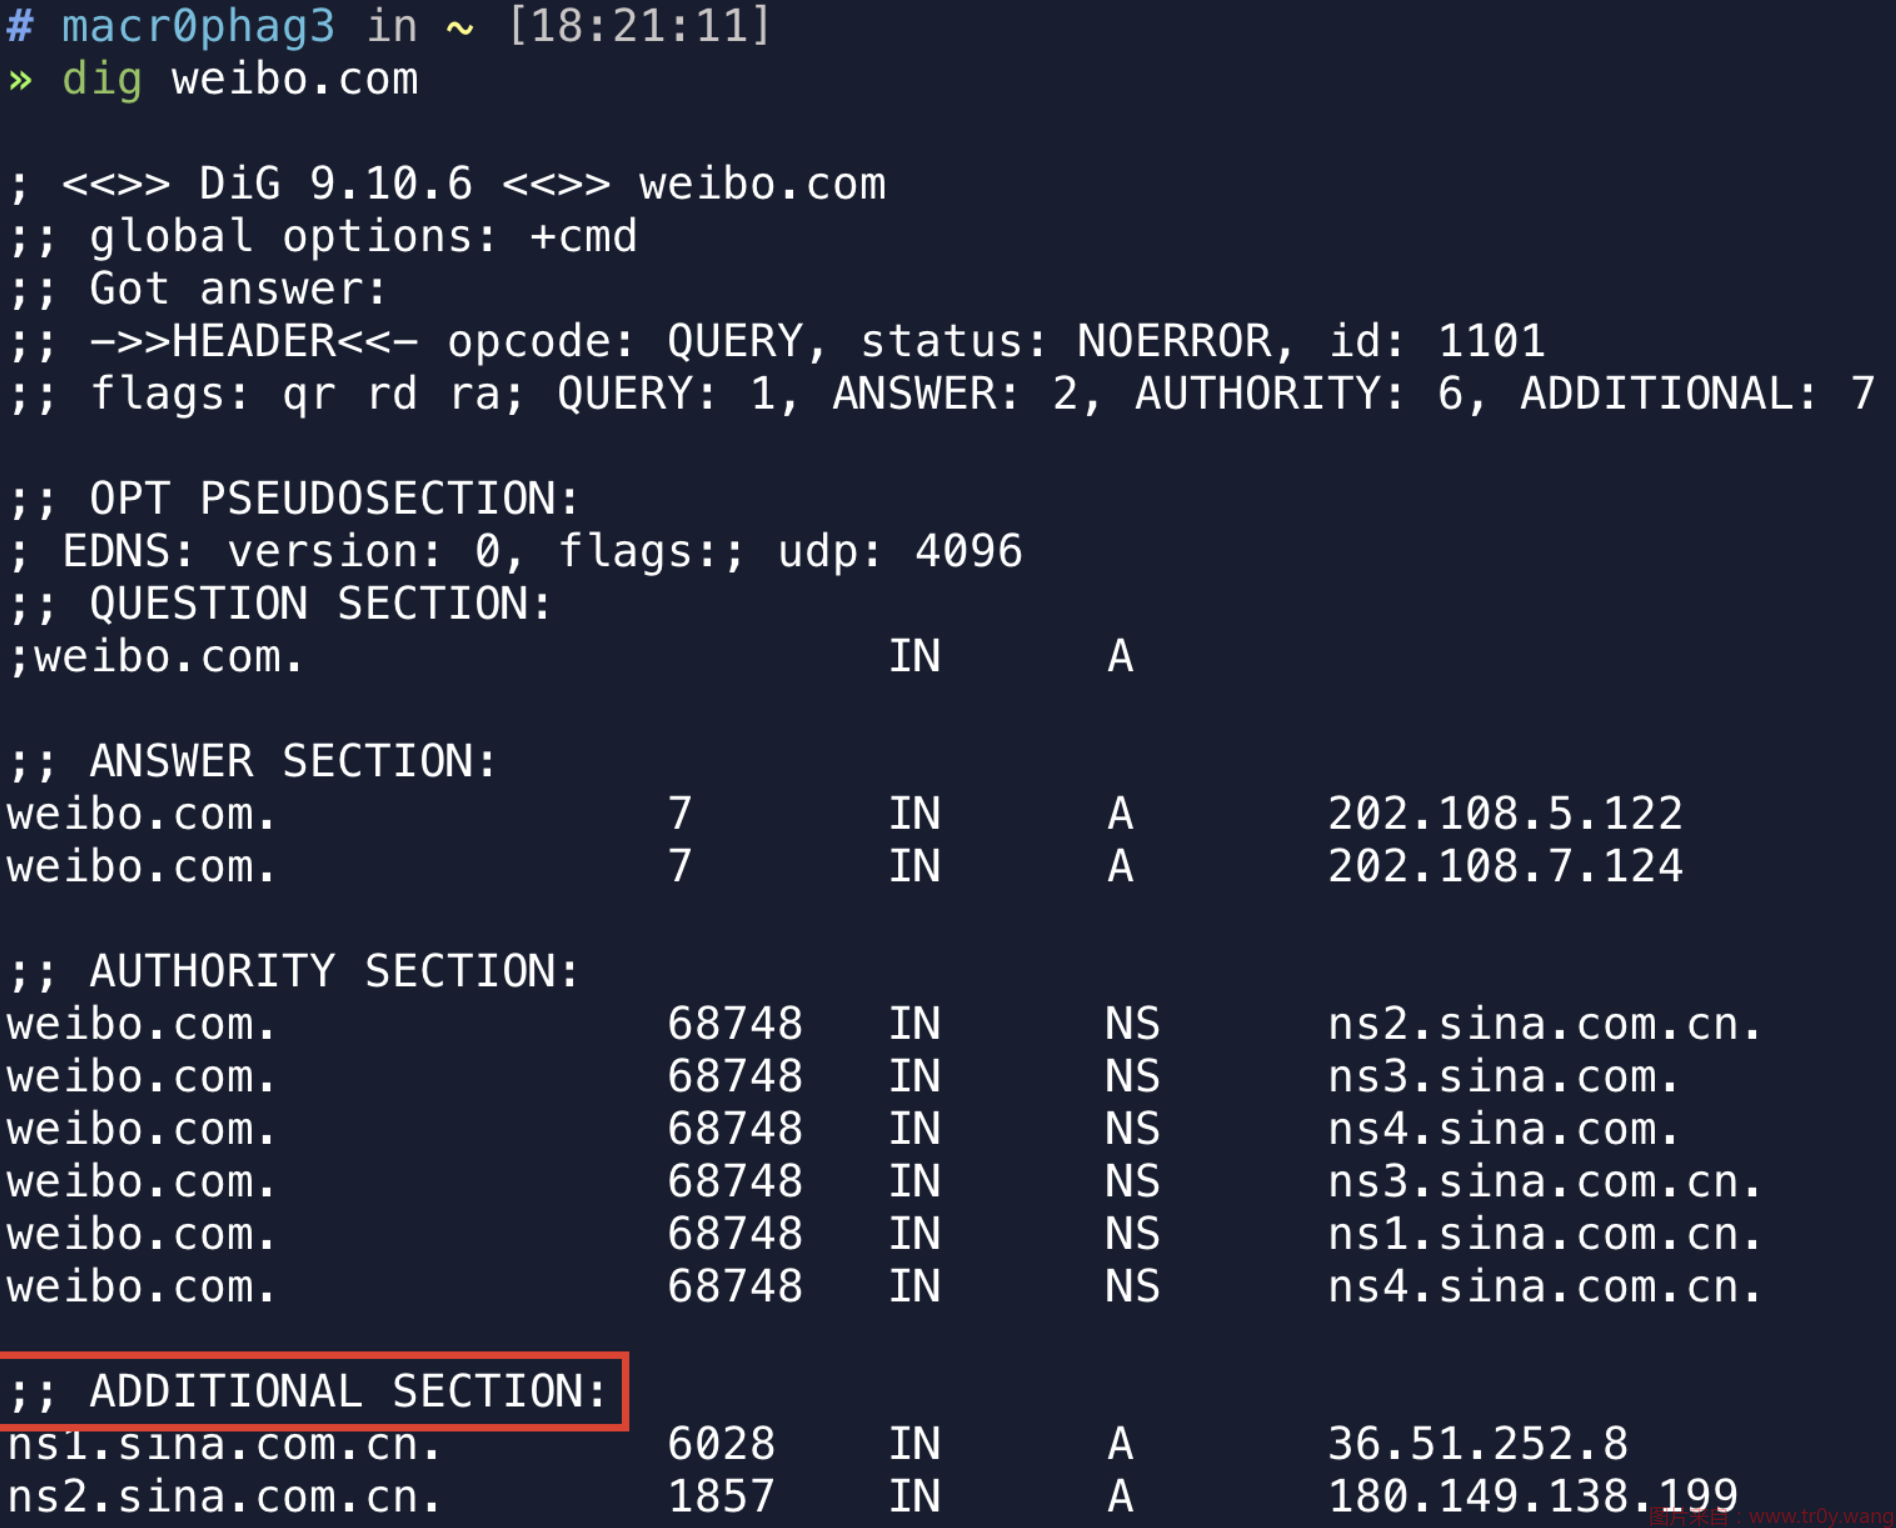 # macr0phag3 in ~ [18:21:11]
» dig weibo.com
; <<>> DiG 9.10.6 <<>> weibo.com
;; global options: +cmd
;; Got answer:
;; ->>HEADER<<- opcode: QUERY, status: NOERROR, id: 1101
;; flags: qr rd ra; QUERY: 1, ANSWER: 2, AUTHORITY: 6, ADDITIONAL: 7
;; OPT PSEUDOSECTION:
; EDNS: version: 0, flags:; udp: 4096
;; QUESTION SECTION:
;weibo.com. IN A
;; ANSWER SECTION:
weibo.com. 7 IN A 202.108.5.122
weibo.com. 7 IN A 202.108.7.124
;; AUTHORITY SECTION:
weibo.com. 68748 IN NS ns2.sina.com.cn.
weibo.com. 68748 IN NS ns3.sina.com.
weibo.com. 68748 IN NS ns4.sina.com.
weibo.com. 68748 IN NS ns3.sina.com.cn.
weibo.com. 68748 IN NS ns1.sina.com.cn.
weibo.com. 68748 IN NS ns4.sina.com.cn.
;; ADDITIONAL SECTION:
ns1.sina.com.cn. 6028 IN A 36.51.252.8
ns2.sina.com.cn. 1857 IN A 180.149.138.199
图片来自：www.tr0y.wang